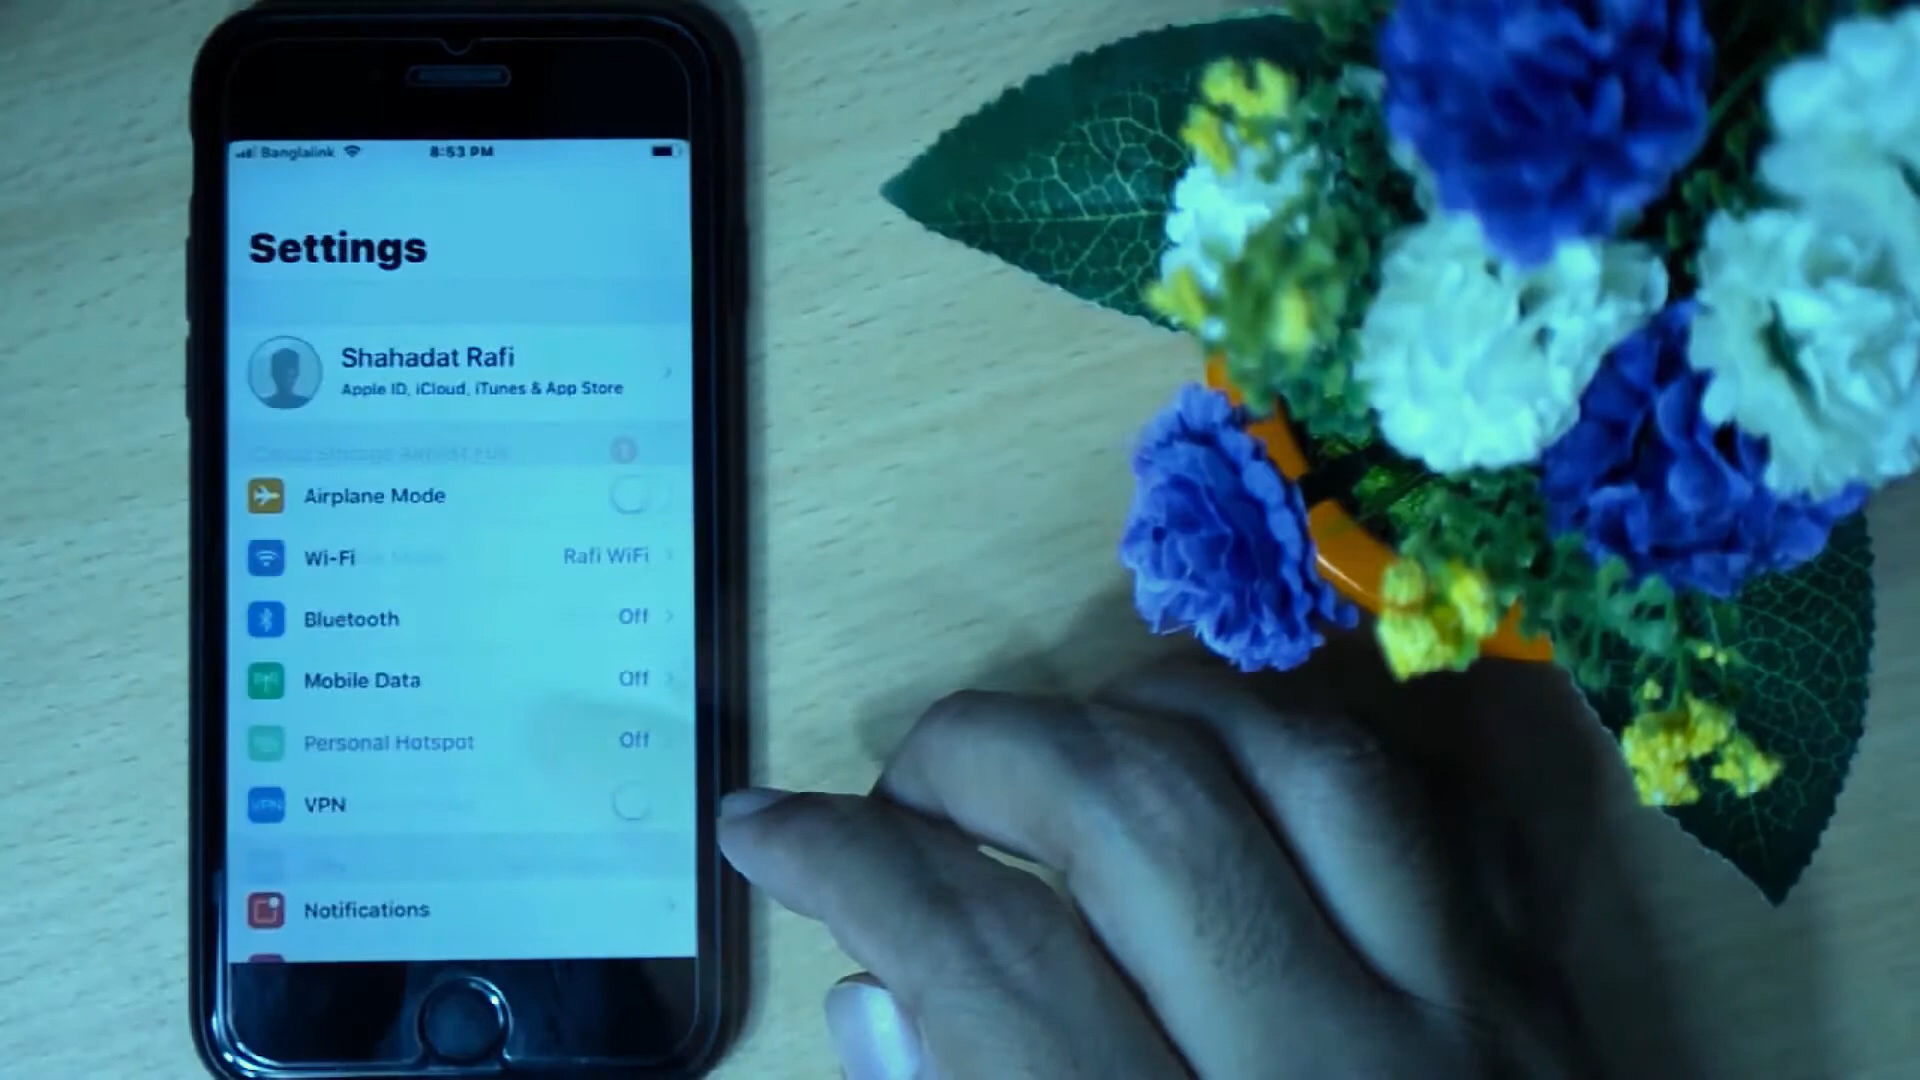 Banglalink 8:53 PM
Settings
Shahadat Rafi
Apple ID, iCloud, iTunes & App Store
Airplane Mode
Wi-Fi Rafi WiFi
Bluetooth Off
Mobile Data Off
Personal Hotspot Off
VPN VPN
Notifications